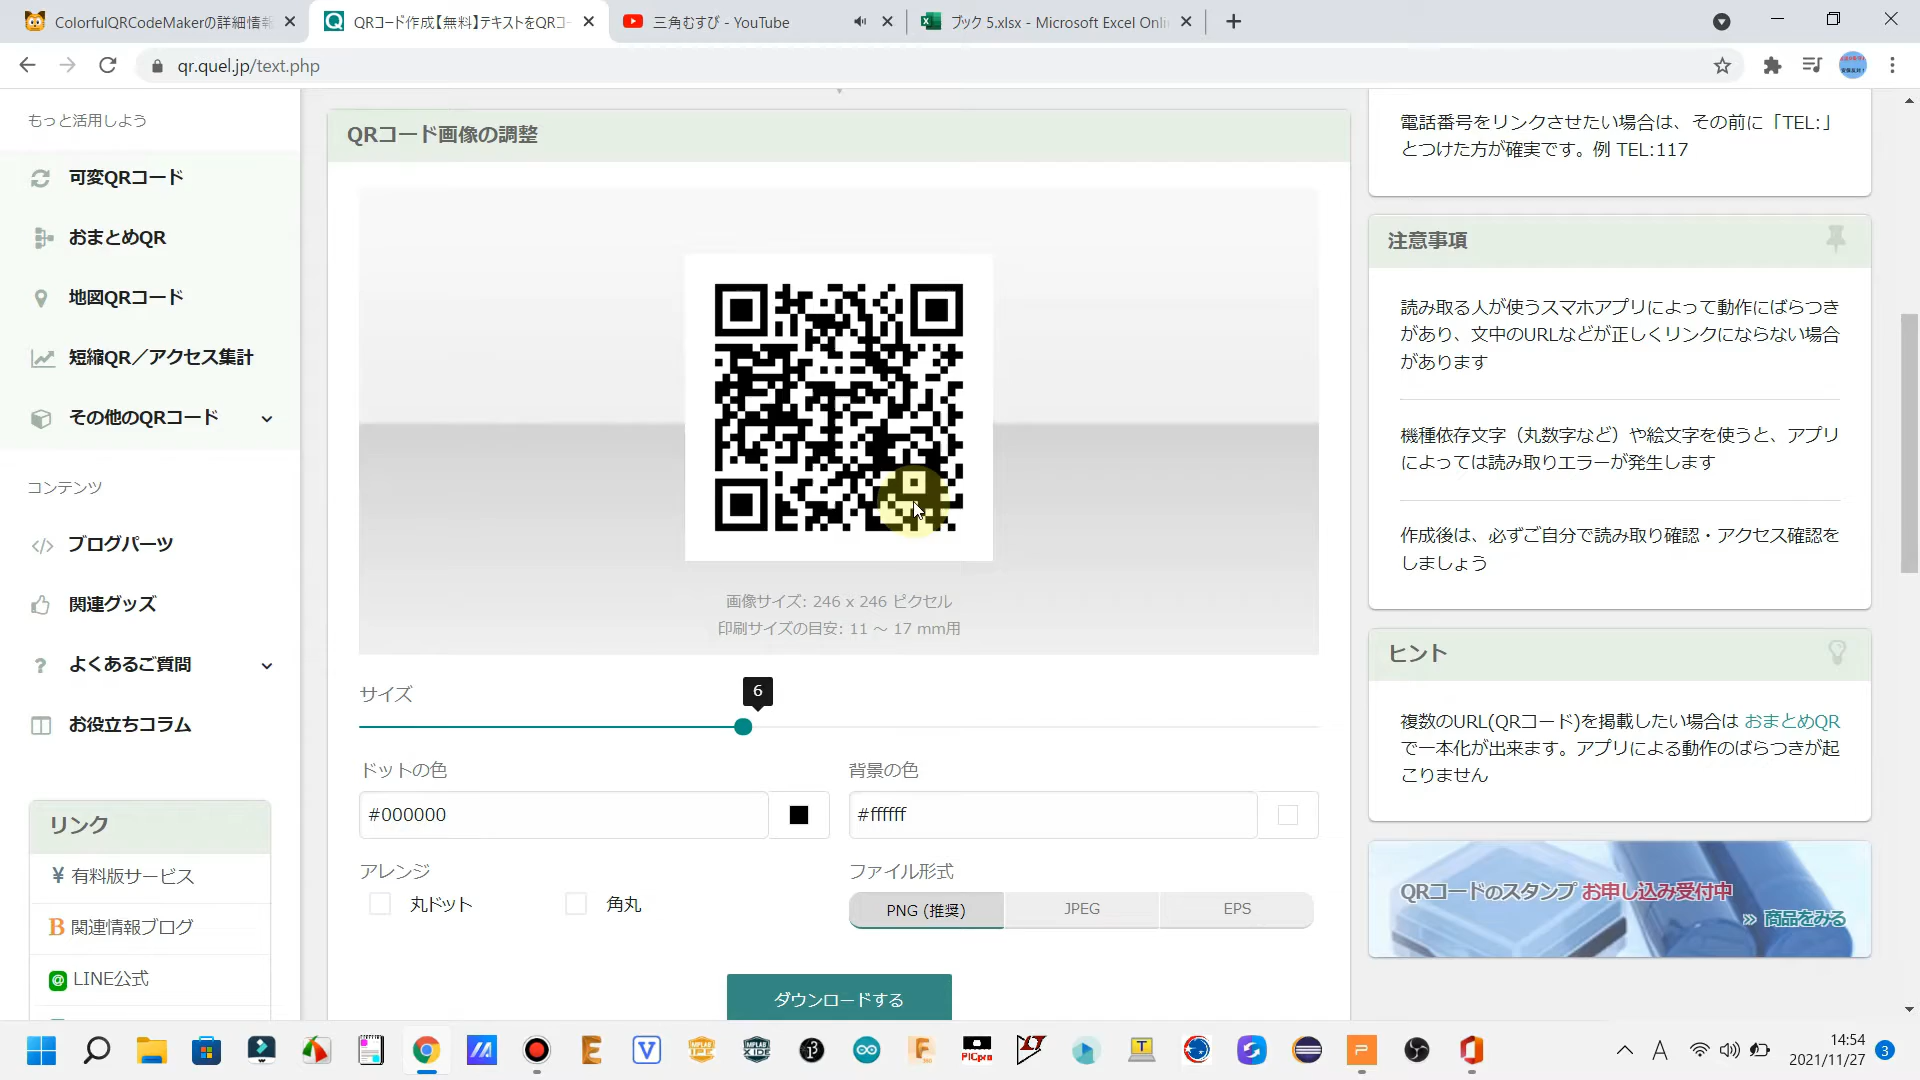 ColorfulQRCodeMakerの詳細情報
QRコード作成【無料】テキストをQRコ
三角むすび - YouTube
ブック 5.xlsx - Microsoft Excel Onli
qr.quel.jp/text.php
もっと活用しよう
可変QRコード
おまとめQR
地図QRコード
短縮QR／アクセス集計
その他のQRコード
コンテンツ
ブログパーツ
関連グッズ
よくあるご質問
お役立ちコラム
リンク
¥ 有料版サービス
B 関連情報ブログ
LINE公式
QRコード画像の調整
画像サイズ: 246 x 246 ピクセル
印刷サイズの目安: 11 ～ 17 mm用
サイズ
6
ドットの色
#000000
背景の色
#ffffff
アレンジ
丸ドット
角丸
ファイル形式
PNG (推奨)
JPEG
EPS
ダウンロードする
電話番号をリンクさせたい場合は、その前に「TEL:」
とつけた方が確実です。例 TEL:117
注意事項
読み取る人が使うスマホアプリによって動作にばらつき
があり、文中のURLなどが正しくリンクにならない場合
があります
機種依存文字（丸数字など）や絵文字を使うと、アプリ
によっては読み取りエラーが発生します
作成後は、必ずご自分で読み取り確認・アクセス確認を
しましょう
ヒント
複数のURL(QRコード)を掲載したい場合は おまとめQR
で一本化が出来ます。アプリによる動作のばらつきが起
こりません
QRコードのスタンプ お申し込み受付中
» 商品をみる
PICpro
A
14:54
2021/11/27
3